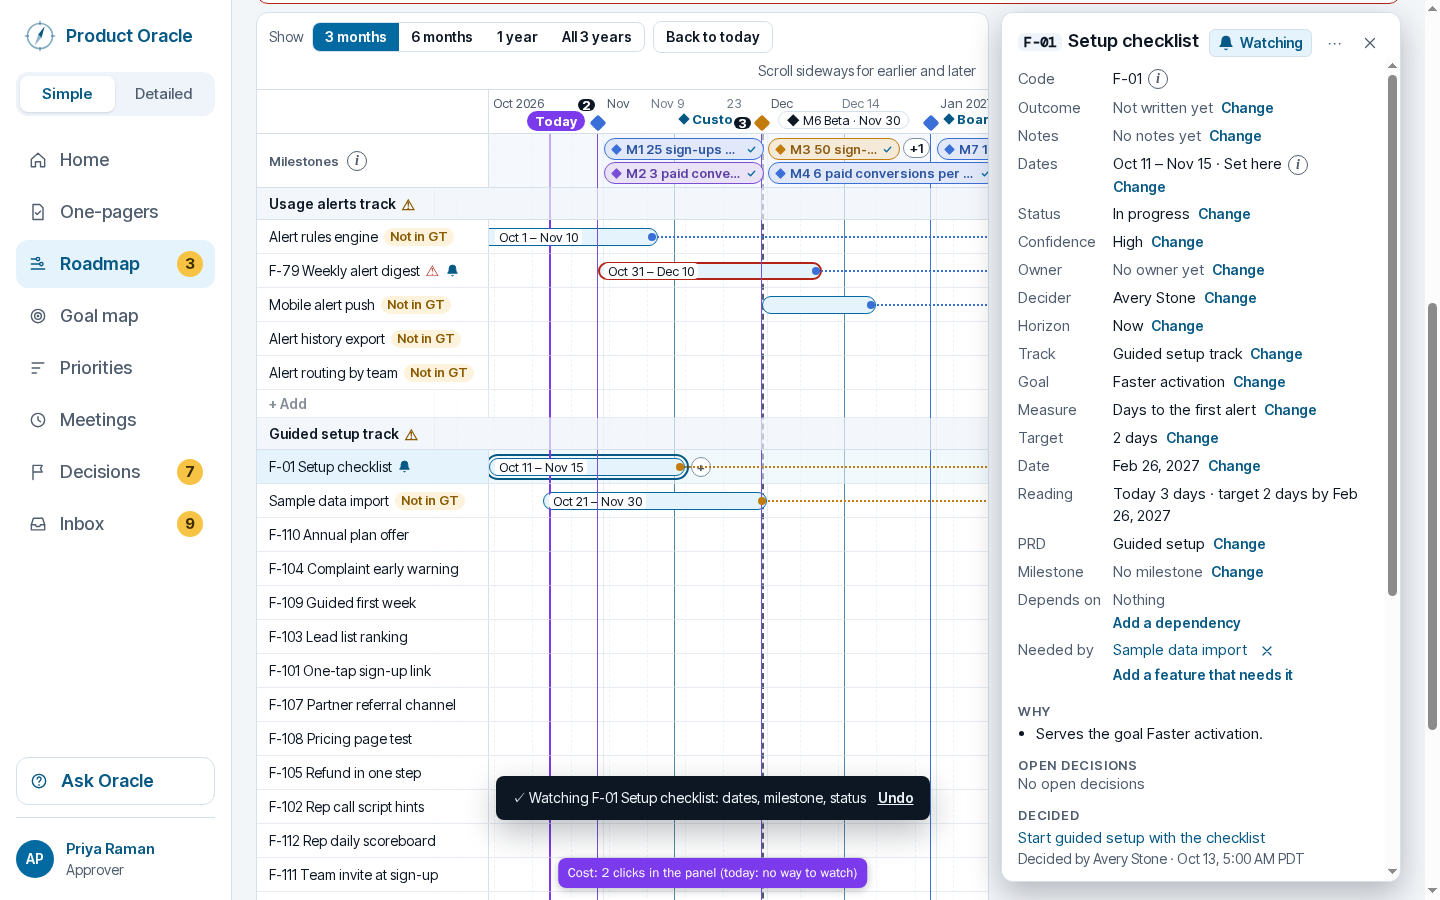 Product Oracle
Simple
Detailed
Home
One-pagers
Roadmap
3
Goal map
Priorities
Meetings
Decisions
7
Inbox
9
Ask Oracle
AP
Priya Raman
Approver
Show
3 months
6 months
1 year
All 3 years
Back to today
Scroll sideways for earlier and later
Oct 2026
2
Nov
Nov 9
23
Dec
Dec 14
Jan 2027
Today
Custo
3
M6 Beta · Nov 30
Boar
Milestones
M1 25 sign-ups ...
M3 50 sign-...
+1
M7 1
M2 3 paid conve...
M4 6 paid conversions per ...
Usage alerts track
Alert rules engine
Not in GT
Oct 1 – Nov 10
F-79 Weekly alert digest
Oct 31 – Dec 10
Mobile alert push
Not in GT
Alert history export
Not in GT
Alert routing by team
Not in GT
+ Add
Guided setup track
F-01 Setup checklist
Oct 11 – Nov 15
+
Sample data import
Not in GT
Oct 21 – Nov 30
F-110 Annual plan offer
F-104 Complaint early warning
F-109 Guided first week
F-103 Lead list ranking
F-101 One-tap sign-up link
F-107 Partner referral channel
F-108 Pricing page test
F-105 Refund in one step
F-102 Rep call script hints
F-112 Rep daily scoreboard
F-111 Team invite at sign-up
✓ Watching F-01 Setup checklist: dates, milestone, status
Undo
Cost: 2 clicks in the panel (today: no way to watch)
F-01 Setup checklist
Watching
...
Code
F-01
i
Outcome
Not written yet Change
Notes
No notes yet Change
Dates
Oct 11 – Nov 15 · Set here
i
Change
Status
In progress Change
Confidence
High Change
Owner
No owner yet Change
Decider
Avery Stone Change
Horizon
Now Change
Track
Guided setup track Change
Goal
Faster activation Change
Measure
Days to the first alert Change
Target
2 days Change
Date
Feb 26, 2027 Change
Reading
Today 3 days · target 2 days by Feb
26, 2027
PRD
Guided setup Change
Milestone
No milestone Change
Depends on
Nothing
Add a dependency
Needed by
Sample data import
Add a feature that needs it
WHY
• Serves the goal Faster activation.
OPEN DECISIONS
No open decisions
DECIDED
Start guided setup with the checklist
Decided by Avery Stone · Oct 13, 5:00 AM PDT